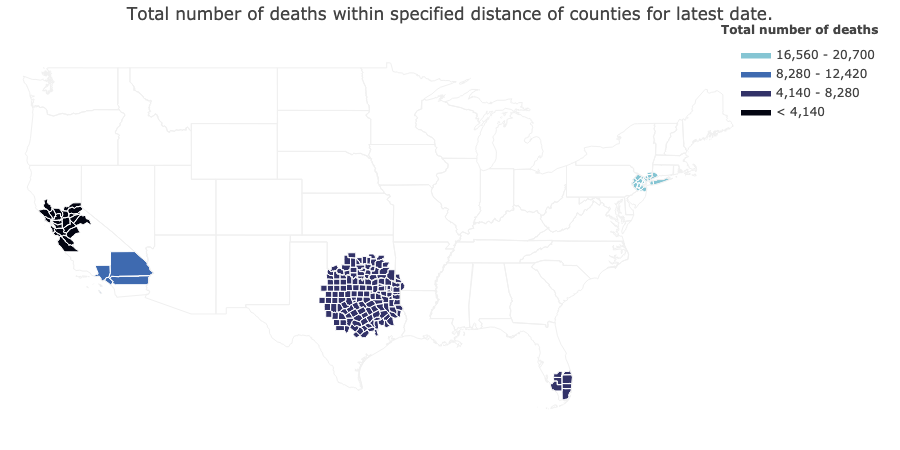 Total number of deaths within specified distance of counties for latest date.
Total number of deaths
16,560 - 20,700
8,280 - 12,420
4,140 - 8,280
< 4,140